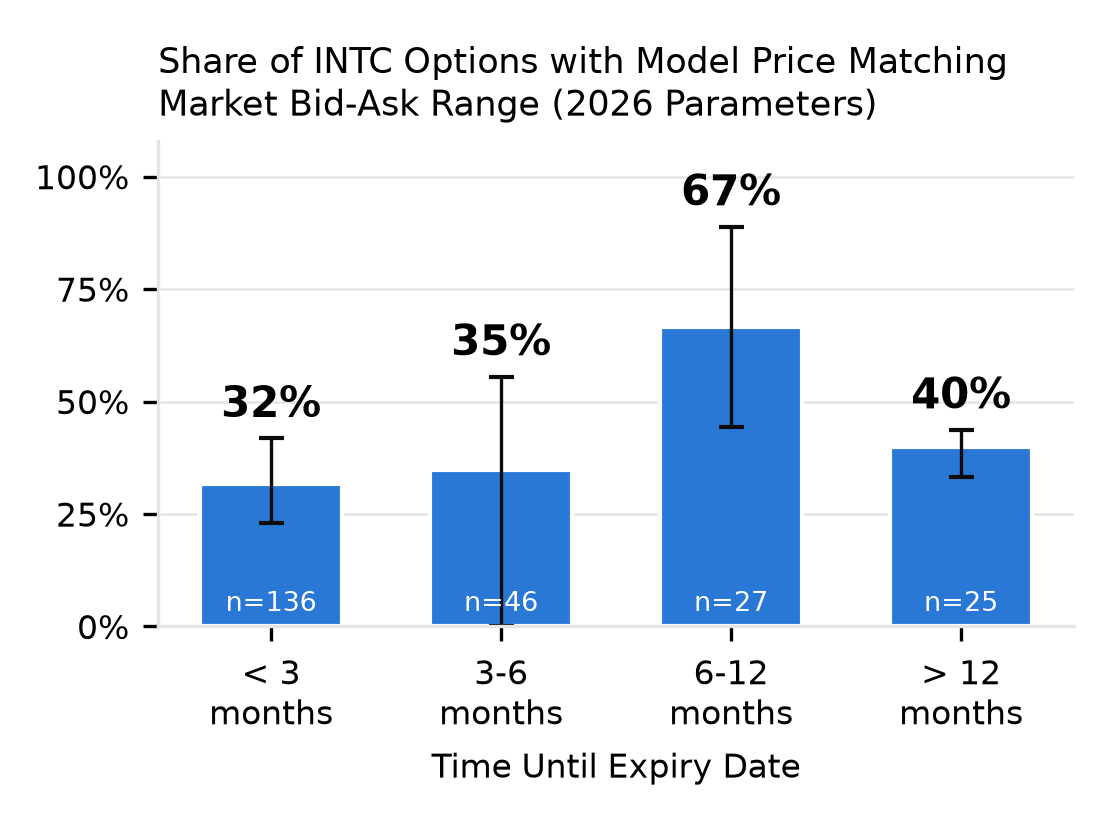 Share of INTC Options with Model Price Matching
Market Bid-Ask Range (2026 Parameters)
100%
75%
50%
25%
0%
32%
35%
67%
40%
n=136
n=46
n=27
n=25
< 3
months
3-6
months
6-12
months
> 12
months
Time Until Expiry Date